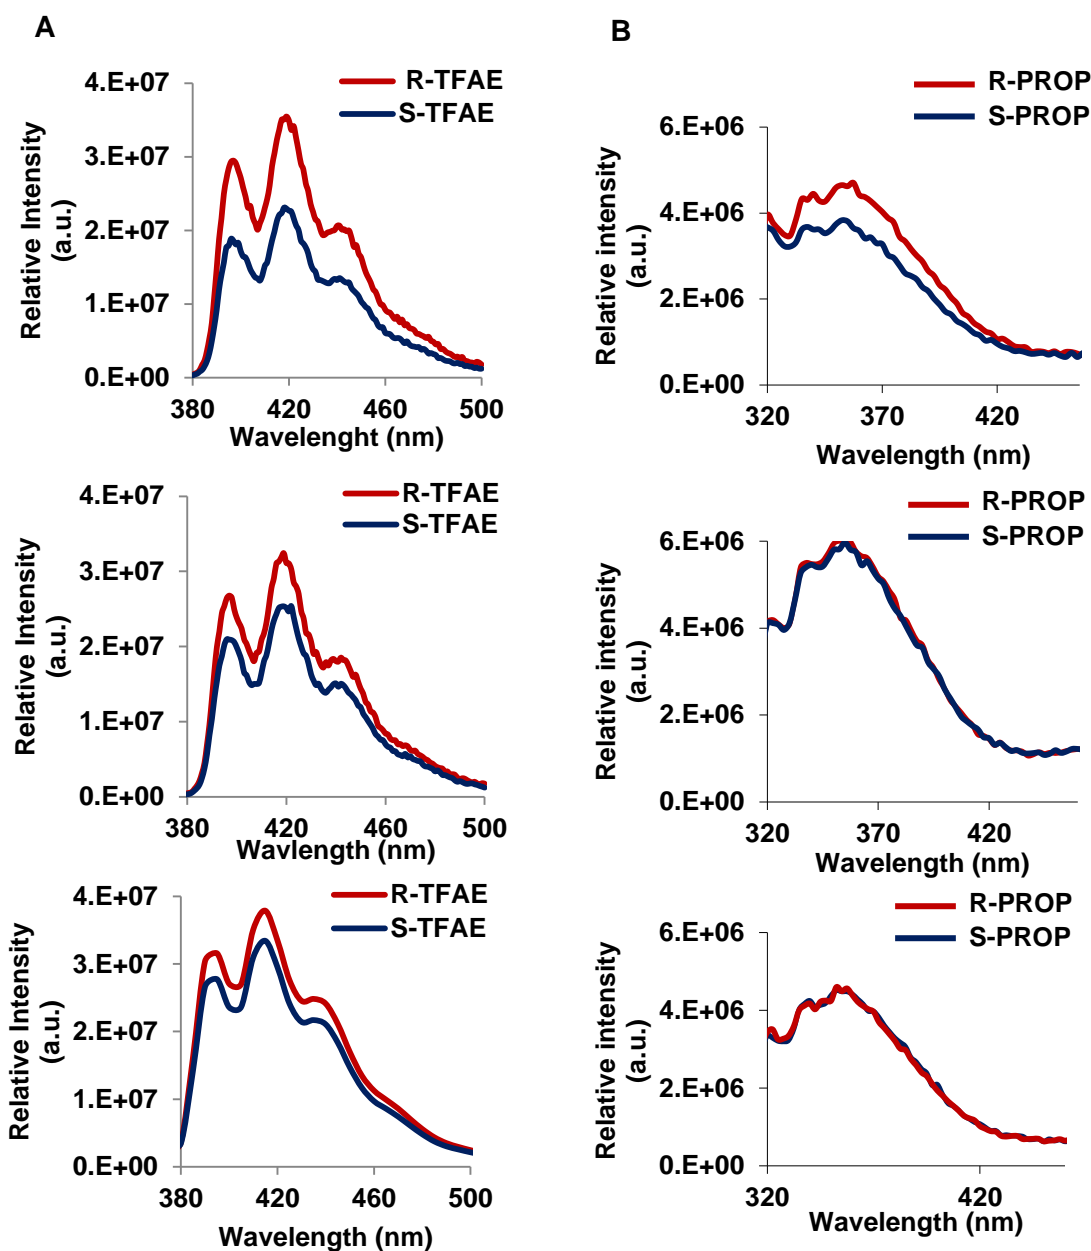 A
R-TFAE
S-TFAE
4.E+07
3.E+07
2.E+07
1.E+07
0.E+00
Relative Intensity
(a.u.)
380 420 460 500
Wavelenght (nm)
R-TFAE
S-TFAE
4.E+07
3.E+07
2.E+07
1.E+07
0.E+00
Relative Intensity
(a.u.)
380 420 460 500
Wavlength (nm)
R-TFAE
S-TFAE
4.E+07
3.E+07
2.E+07
1.E+07
0.E+00
Relative Intensity
(a.u.)
380 420 460 500
Wavelength (nm)
B
R-PROP
S-PROP
6.E+06
4.E+06
2.E+06
0.E+00
Relative intensity
(a.u.)
320 370 420
Wavelength (nm)
R-PROP
S-PROP
6.E+06
4.E+06
2.E+06
0.E+00
Relative intensity
(a.u.)
320 370 420
Wavelength (nm)
R-PROP
S-PROP
6.E+06
4.E+06
2.E+06
0.E+00
Relative intensity
(a.u.)
320 420
Wavelength (nm)